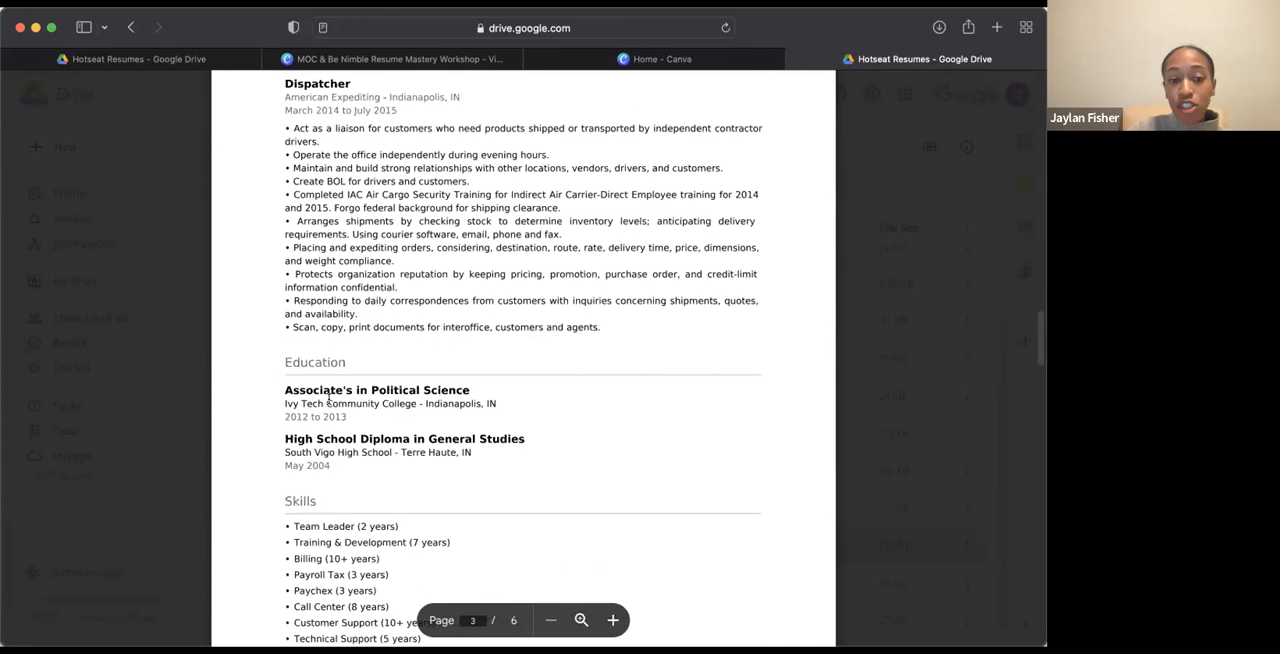 drive.google.com
Hotseat Resumes - Google Drive
MOC & Be Nimble Resume Mastery Workshop - Vi...
Home - Canva
Hotseat Resumes - Google Drive
Jaylan Fisher
Drive
Google
New
File size
Dispatcher
American Expediting - Indianapolis, IN
March 2014 to July 2015
• Act as a liaison for customers who need products shipped or transported by independent contractor
drivers.
• Operate the office independently during evening hours.
• Maintain and build strong relationships with other locations, vendors, drivers, and customers.
• Create BOL for drivers and customers.
• Completed IAC Air Cargo Security Training for Indirect Air Carrier-Direct Employee training for 2014
and 2015. Forgo federal background for shipping clearance.
• Arranges shipments by checking stock to determine inventory levels; anticipating delivery
requirements. Using courier software, email, phone and fax.
• Placing and expediting orders, considering, destination, route, rate, delivery time, price, dimensions,
and weight compliance.
• Protects organization reputation by keeping pricing, promotion, purchase order, and credit-limit
information confidential.
• Responding to daily correspondences from customers with inquiries concerning shipments, quotes,
and availability.
• Scan, copy, print documents for interoffice, customers and agents.
Education
Associate's in Political Science
Ivy Tech Community College - Indianapolis, IN
2012 to 2013
High School Diploma in General Studies
South Vigo High School - Terre Haute, IN
May 2004
Skills
• Team Leader (2 years)
• Training & Development (7 years)
• Billing (10+ years)
• Payroll Tax (3 years)
• Paychex (3 years)
• Call Center (8 years)
• Customer Support (10+
• Technical Support (5 years)
Page 3 / 6